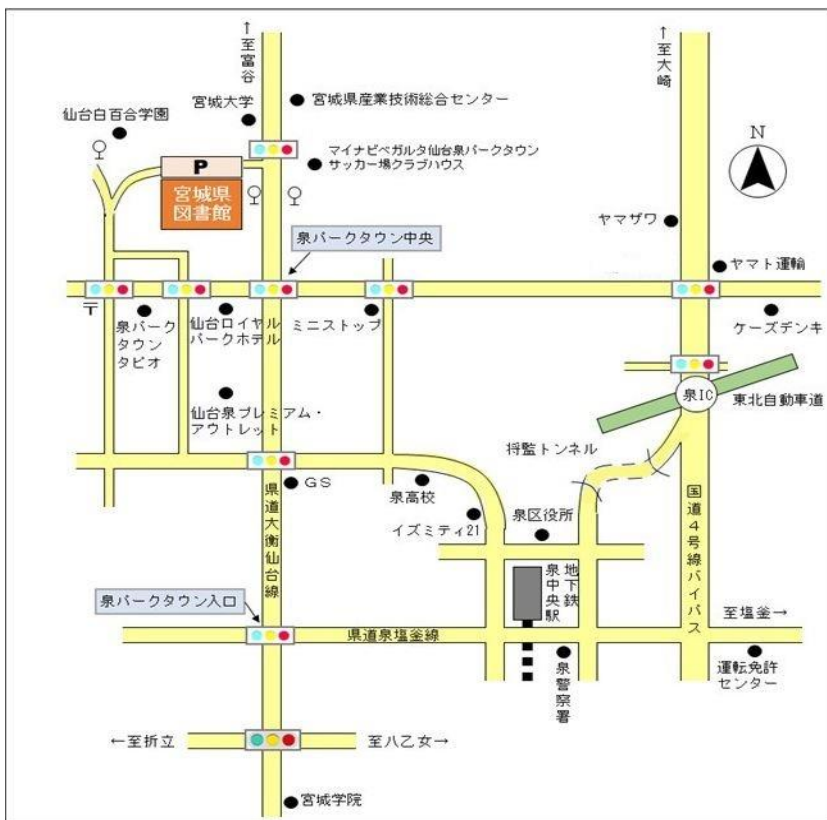 ↑至富谷
↑至大崎
宮城大学
宮城県産業技術総合センター
仙台白百合学園
マイナビベガルタ仙台泉パークタウン
サッカー場クラブハウス
N
P
宮城県
図書館
ヤマザワ
泉パークタウン中央
ヤマト運輸
〒
泉パーク
タウン
タピオ
仙台ロイヤル
パークホテル
ミニストップ
ケーズデンキ
泉IC
東北自動車道
仙台泉プレミアム・
アウトレット
将監トンネル
GS
泉高校
県道大衡仙台線
イズミティ21
泉区役所
国道4号線バイパス
地下鉄
泉中央駅
泉パークタウン入口
至塩釜→
県道泉塩釜線
泉警察署
運転免許
センター
←至折立
至八乙女→
宮城学院